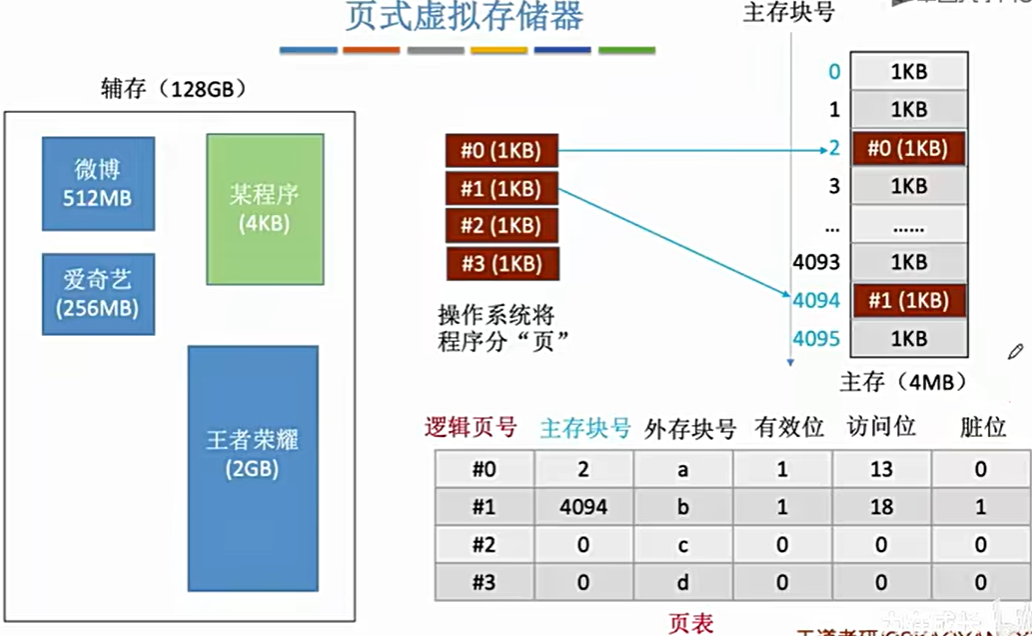 页式虚拟存储器
主存块号
辅存（128GB）
微博
512MB
某程序
(4KB)
爱奇艺
(256MB)
王者荣耀
(2GB)
#0 (1KB)
#1 (1KB)
#2 (1KB)
#3 (1KB)
操作系统将
程序分“页”
0 1KB
1 1KB
2 #0 (1KB)
3 1KB
... ......
4093 1KB
4094 #1 (1KB)
4095 1KB
主存（4MB）
逻辑页号 主存块号 外存块号 有效位 访问位 脏位
#0 2 a 1 13 0
#1 4094 b 1 18 1
#2 0 c 0 0 0
#3 0 d 0 0 0
页表